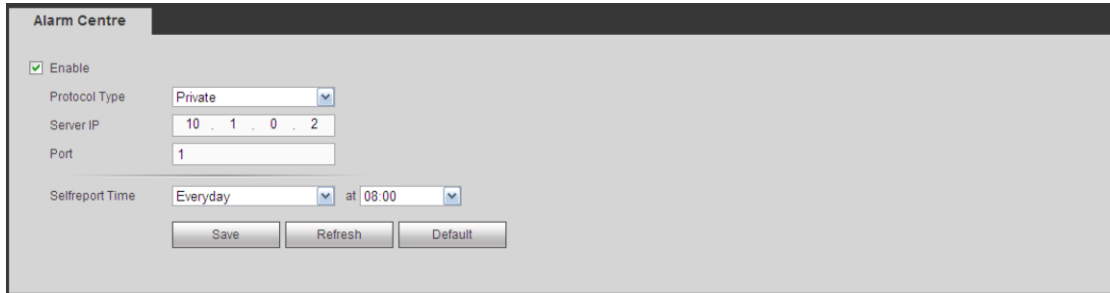 Alarm Centre
Enable
Protocol Type Private
Server IP 10 . 1 . 0 . 2
Port 1
Selfreport Time Everyday at 08:00
Save Refresh Default